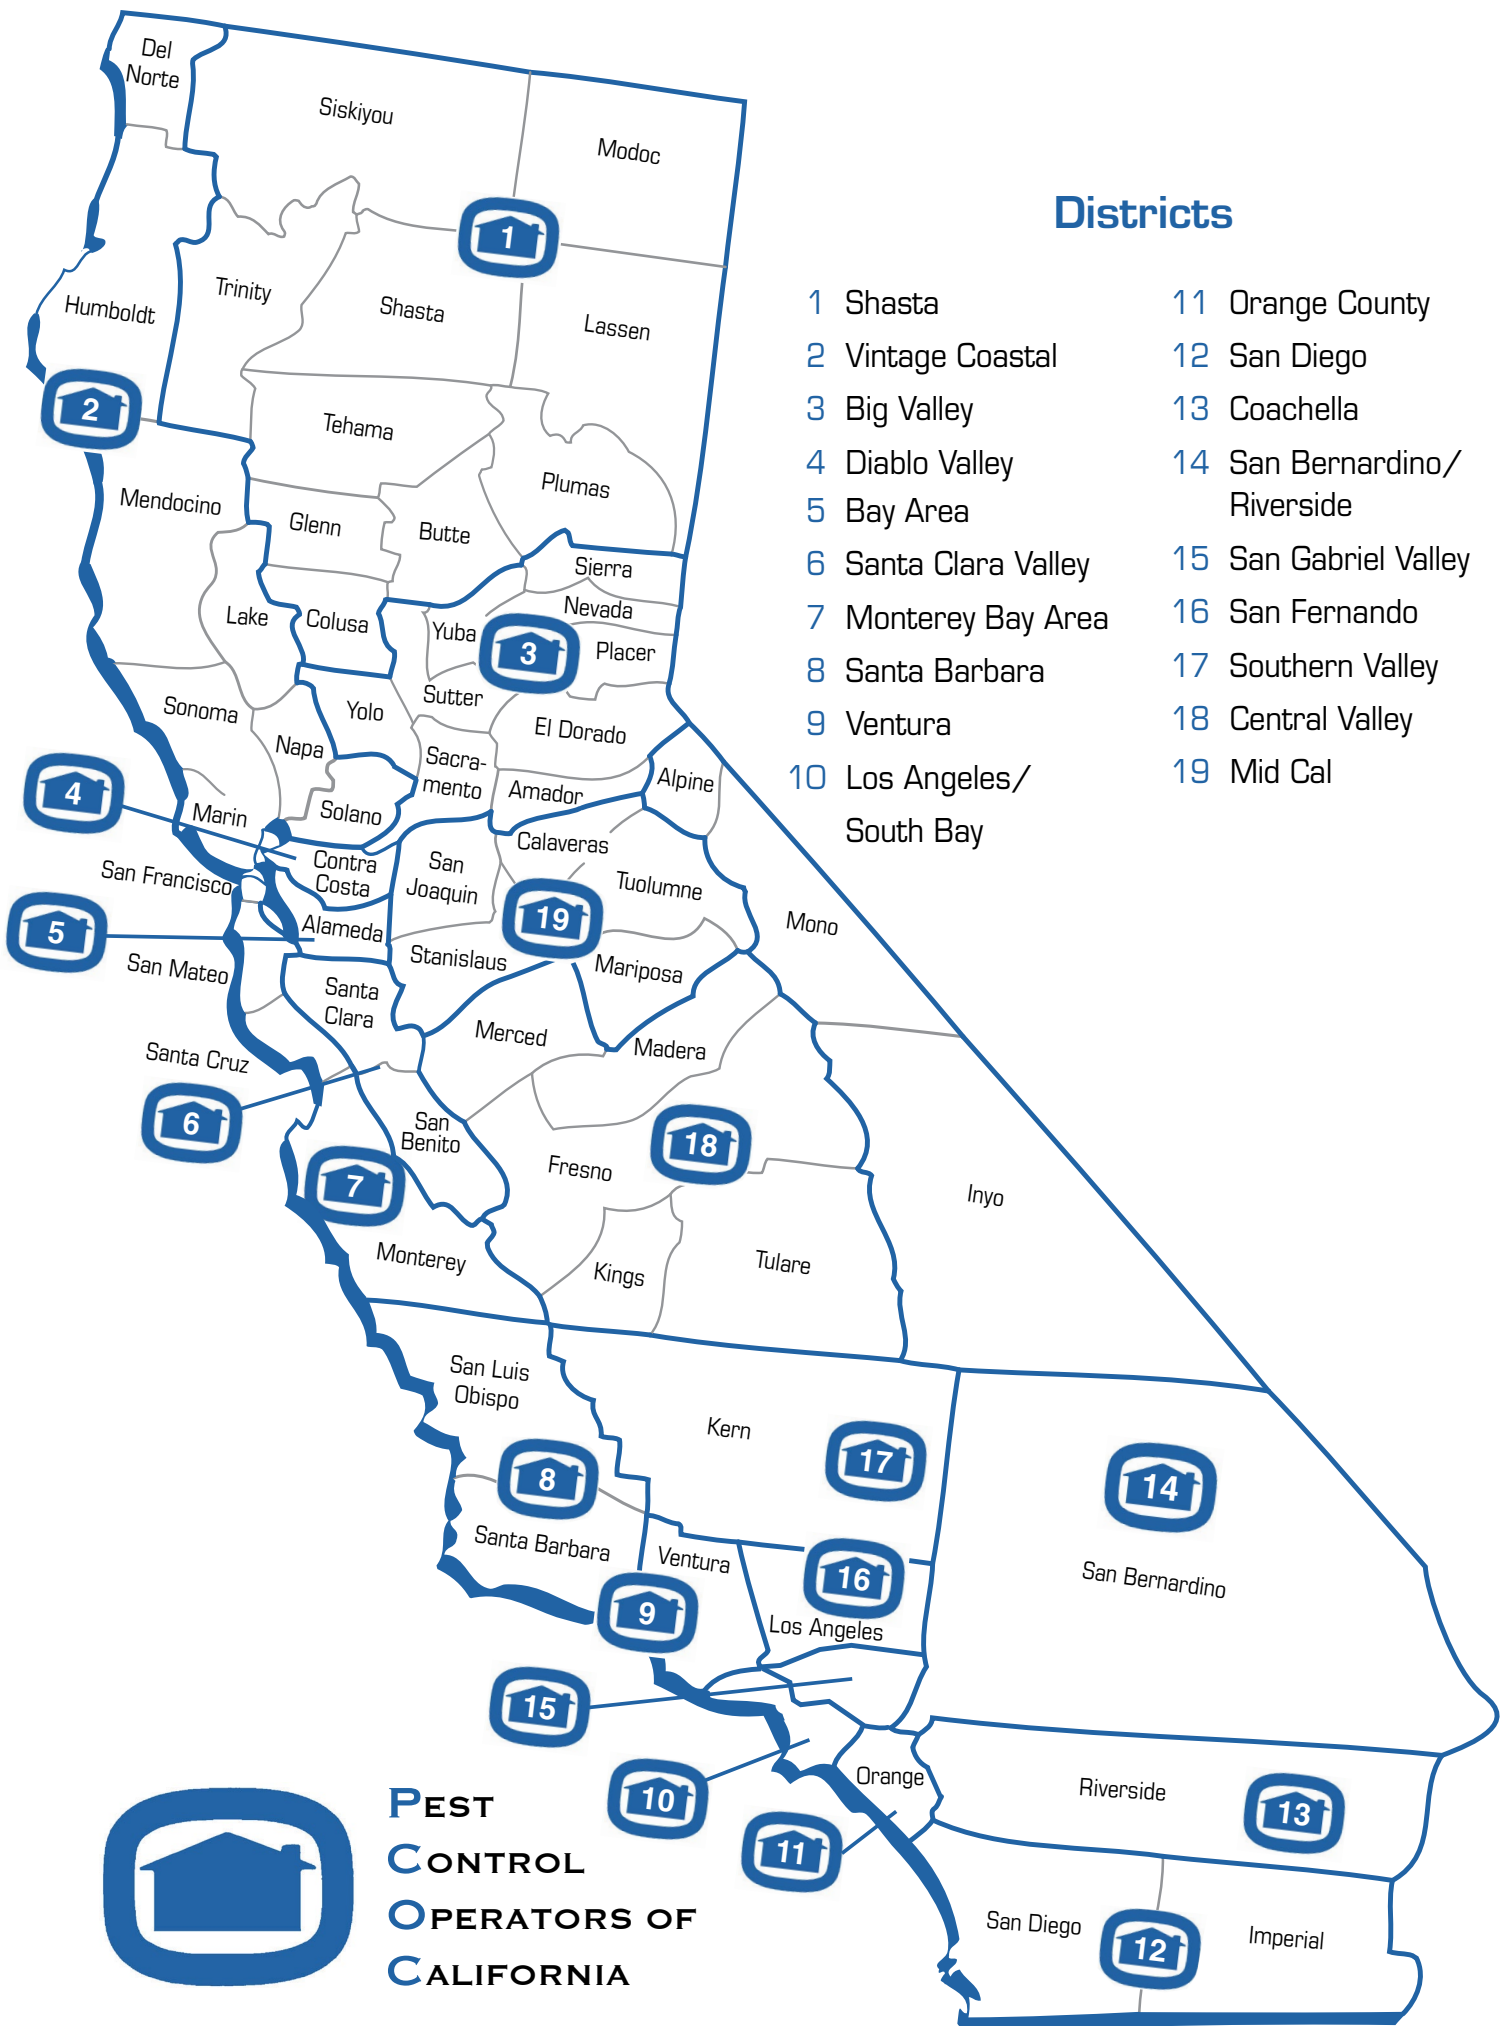 Del
Norte
Siskiyou
Modoc
1
Trinity
Shasta
Humboldt
Lassen
2
Tehama
Mendocino
Plumas
Glenn
Butte
Sierra
Lake
Colusa
Nevada
Yuba
3
Placer
Sutter
Sonoma
Yolo
Napa
El Dorado
Sacra-
mento
Alpine
4
Amador
Marin
Solano
Calaveras
Contra
Costa
San
Joaquin
San Francisco
Tuolumne
5
19
Alameda
Mono
San Mateo
Stanislaus
Mariposa
Santa
Clara
Merced
Madera
Santa Cruz
6
San
Benito
18
7
Fresno
Inyo
Monterey
Kings
Tulare
San Luis
Obispo
Kern
17
8
14
Santa Barbara
Ventura
16
San Bernardino
9
Los Angeles
15
10
Orange
Riverside
13
11
San Diego
12
Imperial
Districts
1 Shasta
2 Vintage Coastal
3 Big Valley
4 Diablo Valley
5 Bay Area
6 Santa Clara Valley
7 Monterey Bay Area
8 Santa Barbara
9 Ventura
10 Los Angeles/
South Bay
11 Orange County
12 San Diego
13 Coachella
14 San Bernardino/
Riverside
15 San Gabriel Valley
16 San Fernando
17 Southern Valley
18 Central Valley
19 Mid Cal
PEST
CONTROL
OPERATORS OF
CALIFORNIA